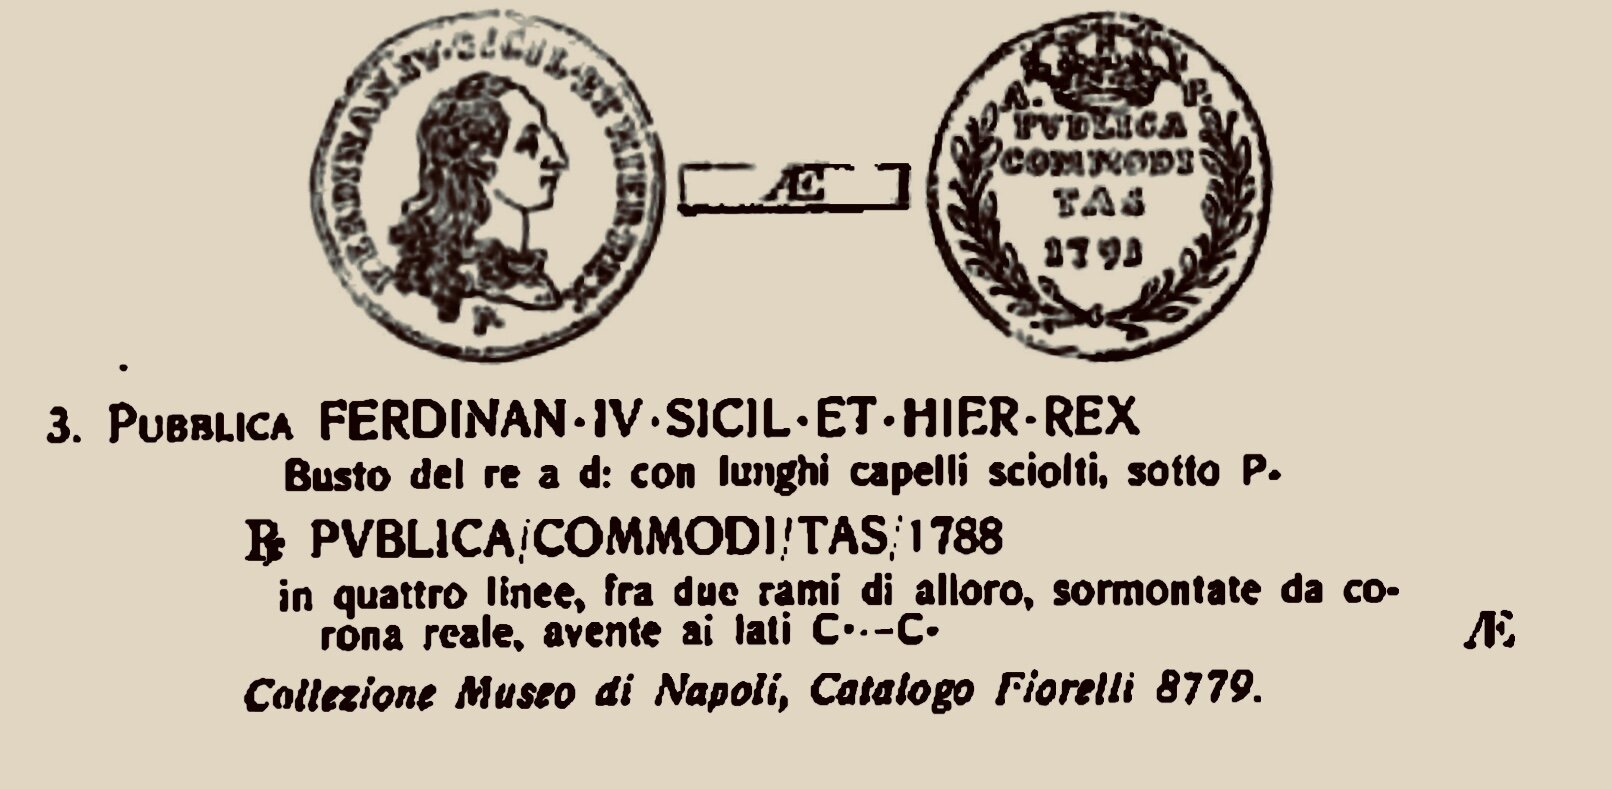 FERDINAN·IV·SICIL·ET HIER·REX
P.
Æ
A. P.
PVBLICA
COMMODI
TAS
1791
3. PUBBLICA FERDINAN·IV·SICIL·ET·HIER·REX
Busto del re a d: con lunghi capelli sciolti, sotto P.
℞ PVBLICA/COMMODI/TAS/1788
in quattro linee, fra due rami di alloro, sormontate da co-
rona reale, avente ai lati C··–C· Æ
Collezione Museo di Napoli, Catalogo Fiorelli 8779.